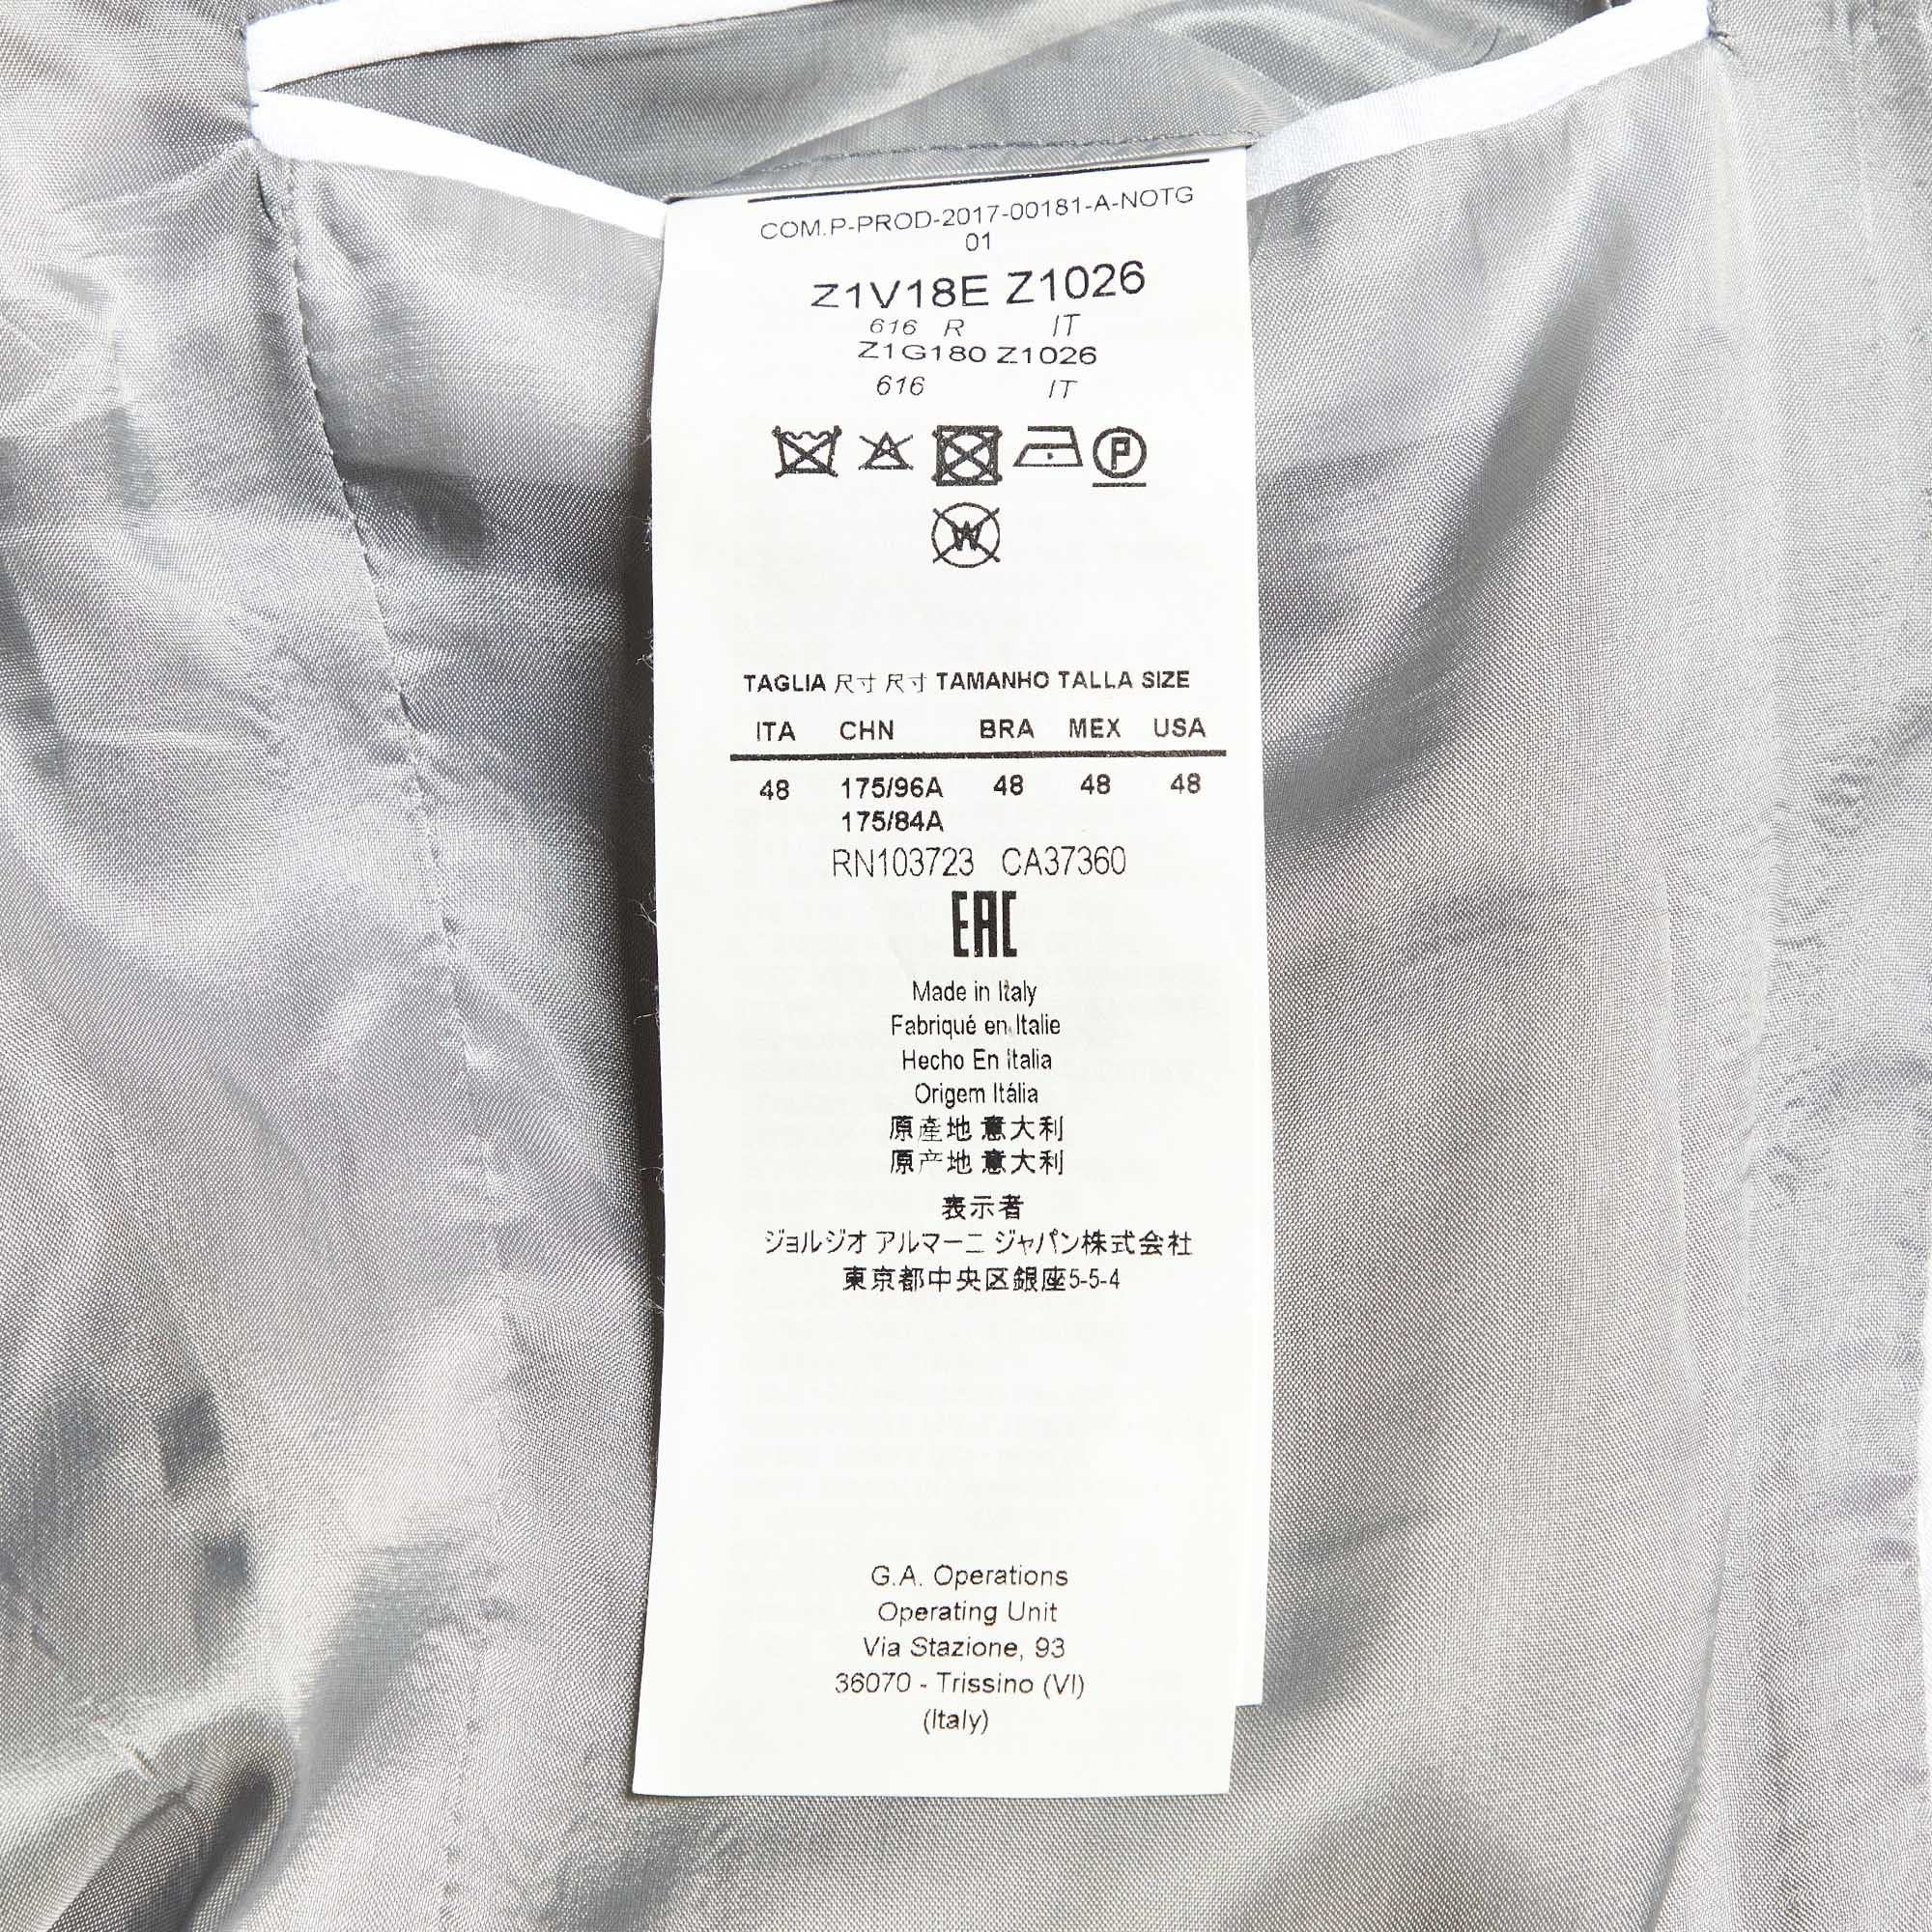 COM.P-PROD-2017-00181-A-NOTG
01
Z1V18E Z1026
616 R IT
Z1G180 Z1026
616 IT
P
W
TAGLIA 尺寸 尺寸 TAMANHO TALLA SIZE
ITA CHN BRA MEX USA
48 175/96A 48 48 48
175/84A
RN103723 CA37360
EAC
Made in Italy
Fabriqué en Italie
Hecho En Italia
Origem Itália
原產地 意大利
原产地 意大利
表示者
ジョルジオ アルマーニ ジャパン株式会社
東京都中央区銀座5-5-4
G.A. Operations
Operating Unit
Via Stazione, 93
36070 - Trissino (VI)
(Italy)